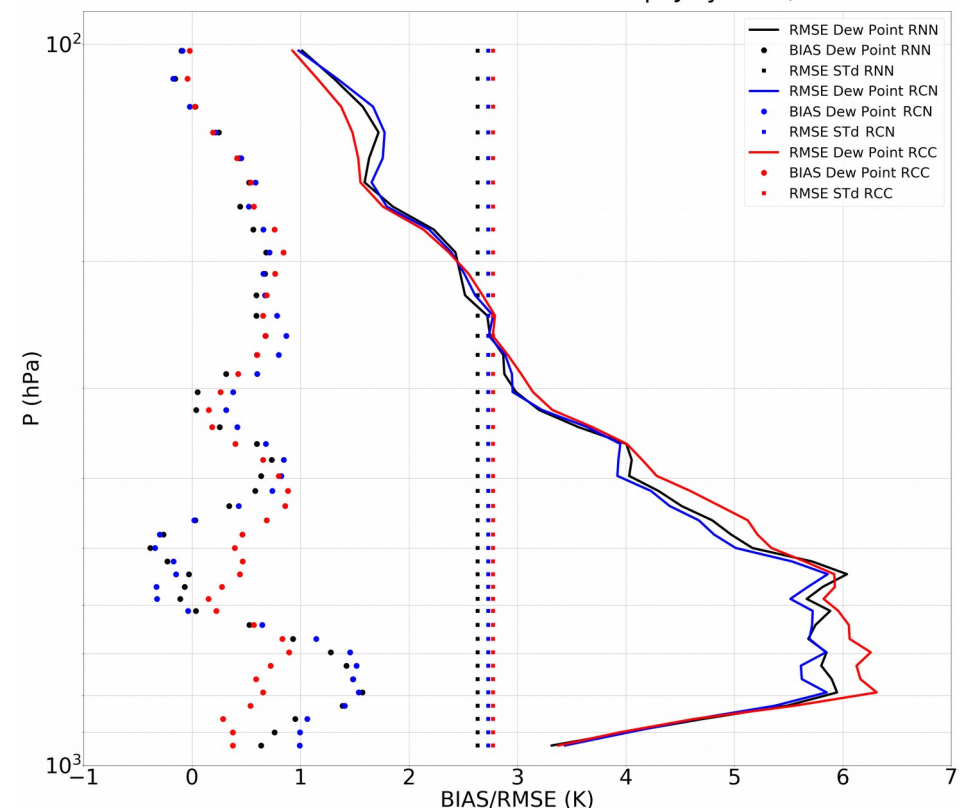 10²
RMSE Dew Point RNN
BIAS Dew Point RNN
RMSE STd RNN
RMSE Dew Point RCN
BIAS Dew Point RCN
RMSE STd RCN
RMSE Dew Point RCC
BIAS Dew Point RCC
RMSE STd RCC
P (hPa)
10³
−1 0 1 2 3 4 5 6 7
BIAS/RMSE (K)